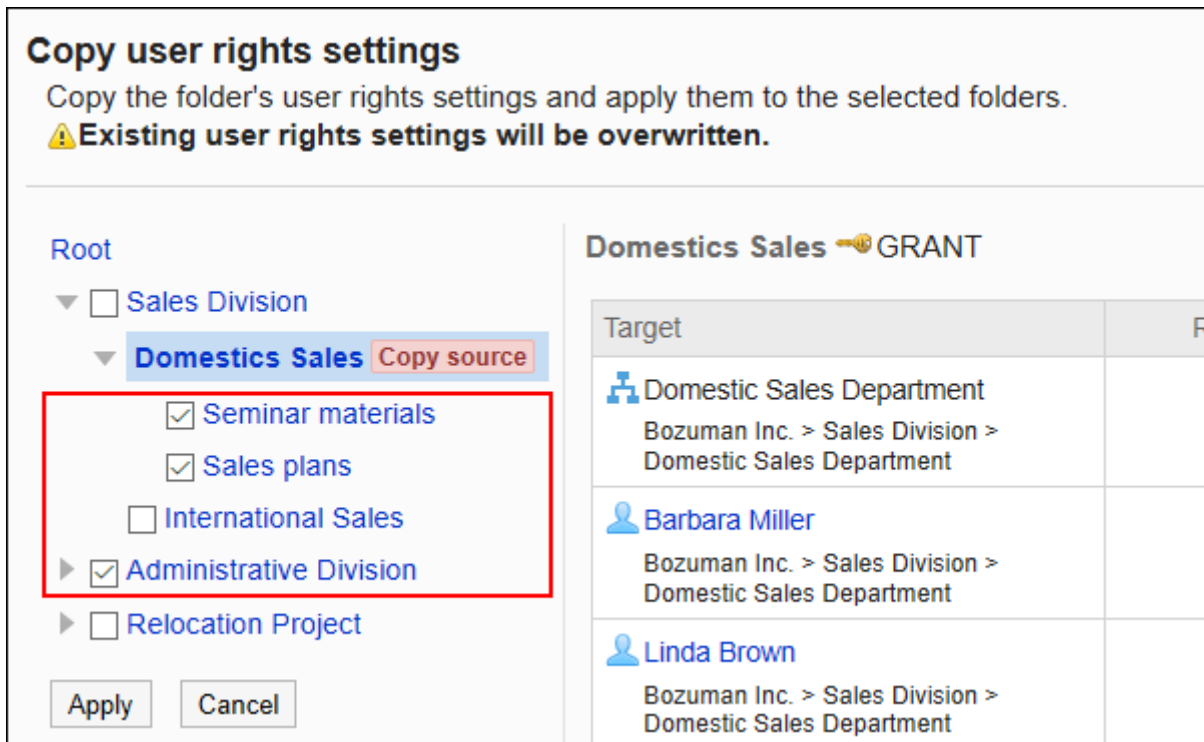 Copy user rights settings
Copy the folder's user rights settings and apply them to the selected folders.
Existing user rights settings will be overwritten.
Root
Sales Division
Domestics Sales Copy source
Seminar materials
Sales plans
International Sales
Administrative Division
Relocation Project
Apply Cancel
Domestics Sales GRANT
Target
Domestic Sales Department
Bozuman Inc. > Sales Division >
Domestic Sales Department
Barbara Miller
Bozuman Inc. > Sales Division >
Domestic Sales Department
Linda Brown
Bozuman Inc. > Sales Division >
Domestic Sales Department